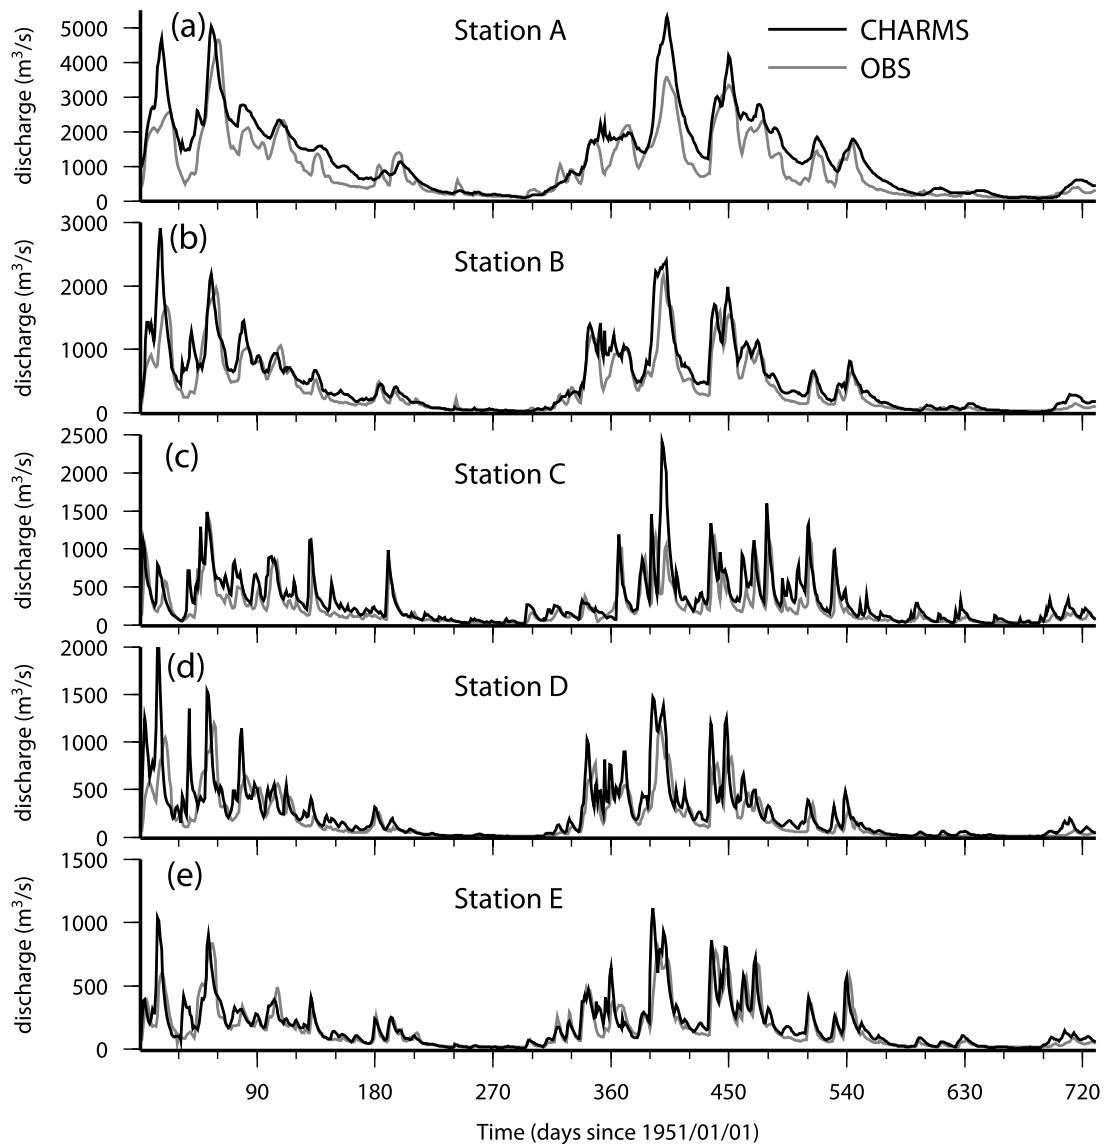 (a)
Station A
CHARMS
OBS
discharge (m³/s)
5000
4000
3000
2000
1000
0
(b)
Station B
discharge (m³/s)
3000
2000
1000
0
(c)
Station C
discharge (m³/s)
2500
2000
1500
1000
500
0
(d)
Station D
discharge (m³/s)
2000
1500
1000
500
0
(e)
Station E
discharge (m³/s)
1500
1000
500
0
90 180 270 360 450 540 630 720
Time (days since 1951/01/01)